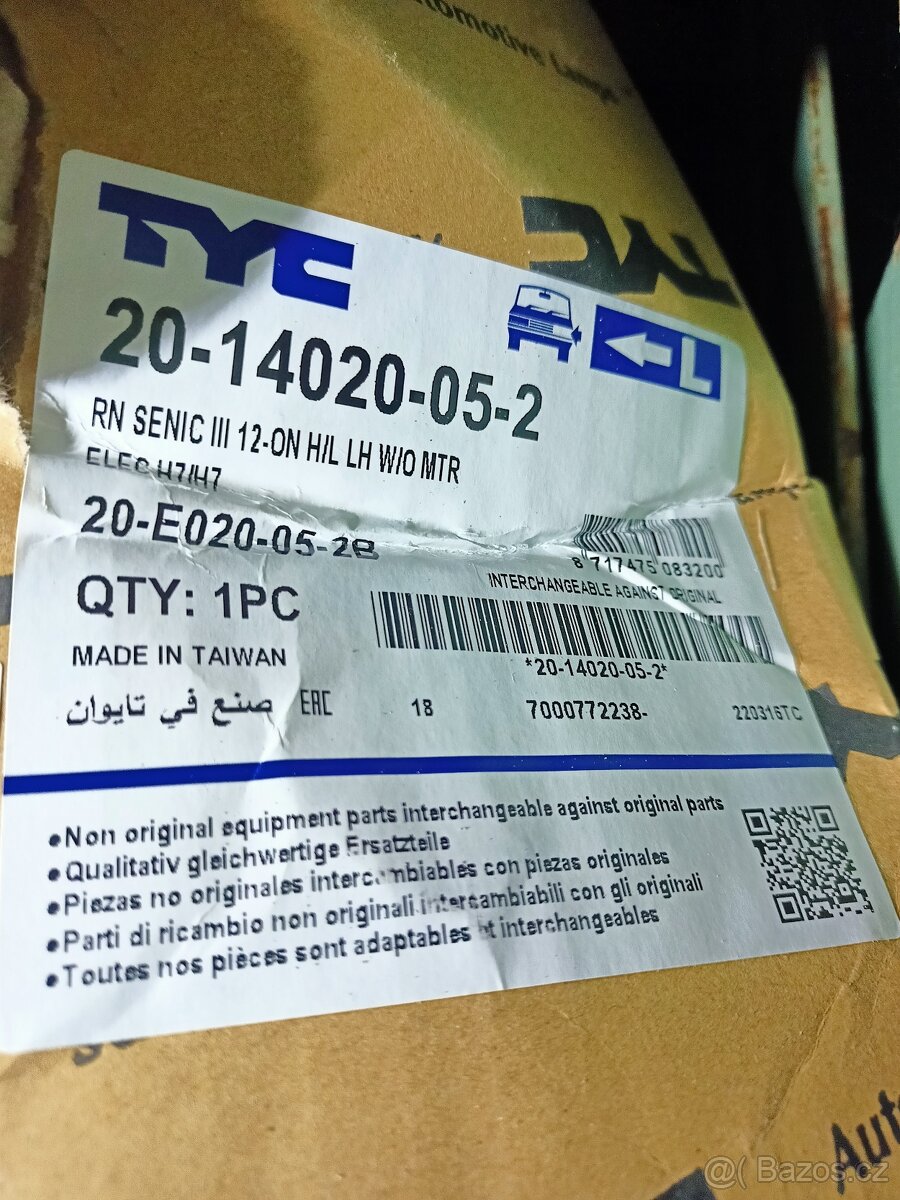 TYC
20-14020-05-2
L
RN SENIC III 12-ON H/L LH W/O MTR
ELEC H7/H7
20-E020-05-2B
8 717475 083200
QTY: 1PC
INTERCHANGEABLE AGAINST ORIGINAL
MADE IN TAIWAN
*20-14020-05-2*
صنع في تايوان EAC 18 7000772238- 220316TC
•Non original equipment parts interchangeable against original parts
•Qualitativ gleichwertige Ersatzteile
•Piezas no originales intercambiables con piezas originales
•Parti di ricambio non originali intersambiabili con gli originali
•Toutes nos pièces sont adaptables et interchangeables
@( Bazos.cz